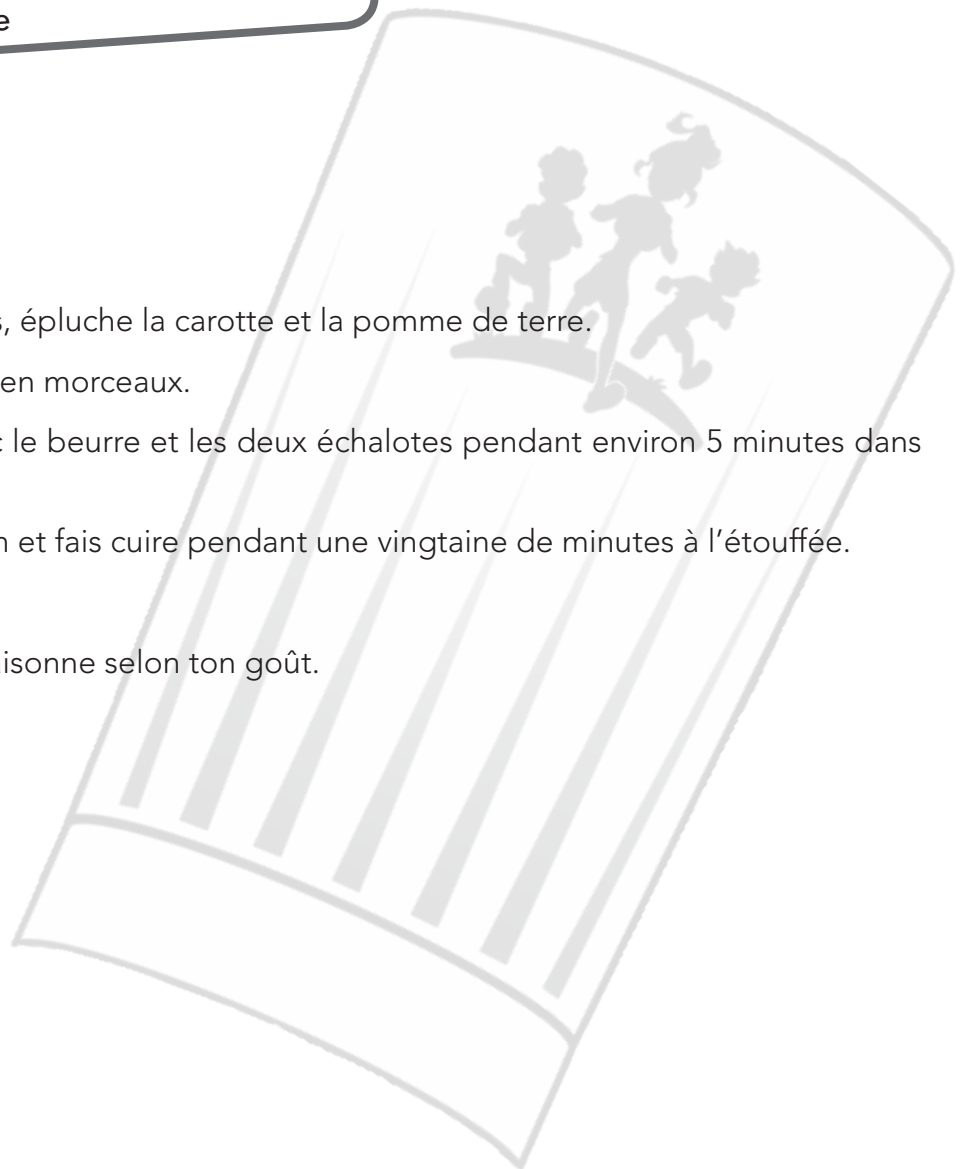 e
, épluche la carotte et la pomme de terre.
en morceaux.
le beurre et les deux échalotes pendant environ 5 minutes dans
et fais cuire pendant une vingtaine de minutes à l’étouffée.
isonne selon ton goût.